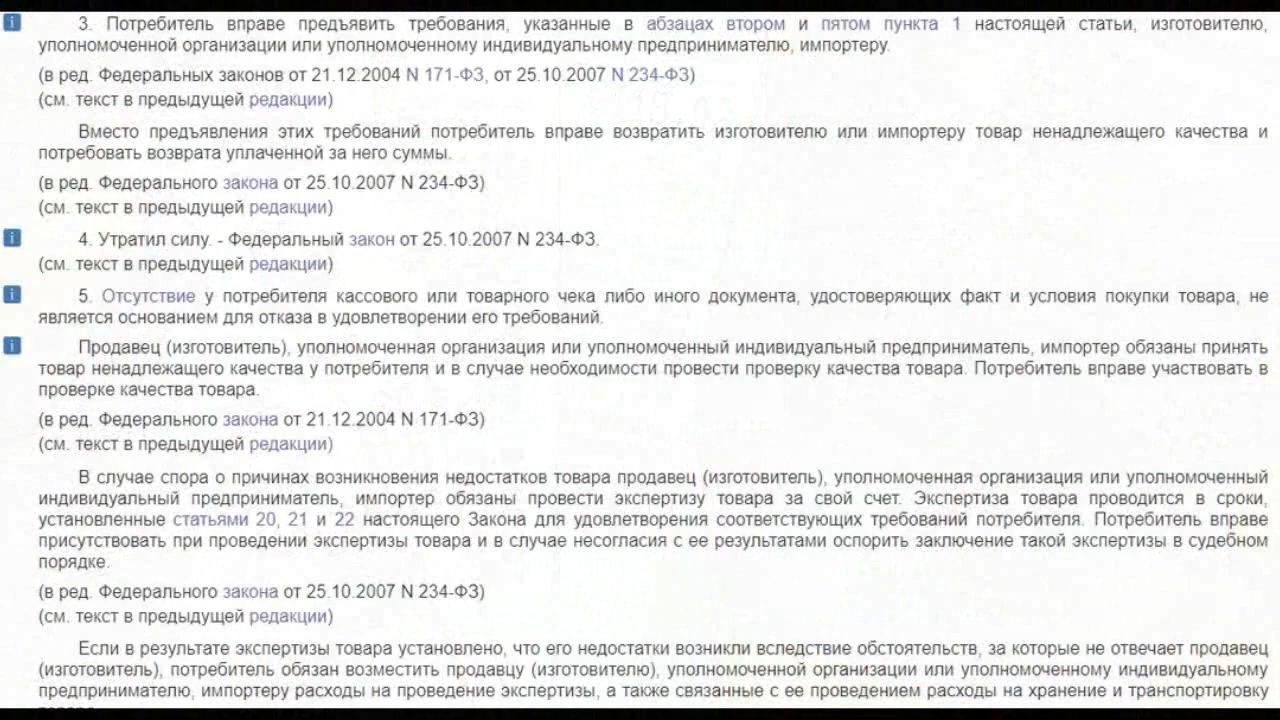 3. Потребитель вправе предъявить требования, указанные в абзацах втором и пятом пункта 1 настоящей статьи, изготовителю,
уполномоченной организации или уполномоченному индивидуальному предпринимателю, импортеру.
(в ред. Федеральных законов от 21.12.2004 N 171-ФЗ, от 25.10.2007 N 234-ФЗ)
(см. текст в предыдущей редакции)
Вместо предъявления этих требований потребитель вправе возвратить изготовителю или импортеру товар ненадлежащего качества и
потребовать возврата уплаченной за него суммы.
(в ред. Федерального закона от 25.10.2007 N 234-ФЗ)
(см. текст в предыдущей редакции)
4. Утратил силу. - Федеральный закон от 25.10.2007 N 234-ФЗ.
(см. текст в предыдущей редакции)
5. Отсутствие у потребителя кассового или товарного чека либо иного документа, удостоверяющих факт и условия покупки товара, не
является основанием для отказа в удовлетворении его требований.
Продавец (изготовитель), уполномоченная организация или уполномоченный индивидуальный предприниматель, импортер обязаны принять
товар ненадлежащего качества у потребителя и в случае необходимости провести проверку качества товара. Потребитель вправе участвовать в
проверке качества товара.
(в ред. Федерального закона от 21.12.2004 N 171-ФЗ)
(см. текст в предыдущей редакции)
В случае спора о причинах возникновения недостатков товара продавец (изготовитель), уполномоченная организация или уполномоченный
индивидуальный предприниматель, импортер обязаны провести экспертизу товара за свой счет. Экспертиза товара проводится в сроки,
установленные статьями 20, 21 и 22 настоящего Закона для удовлетворения соответствующих требований потребителя. Потребитель вправе
присутствовать при проведении экспертизы товара и в случае несогласия с ее результатами оспорить заключение такой экспертизы в судебном
порядке.
(в ред. Федерального закона от 25.10.2007 N 234-ФЗ)
(см. текст в предыдущей редакции)
Если в результате экспертизы товара установлено, что его недостатки возникли вследствие обстоятельств, за которые не отвечает продавец
(изготовитель), потребитель обязан возместить продавцу (изготовителю), уполномоченной организации или уполномоченному индивидуальному
предпринимателю, импортеру расходы на проведение экспертизы, а также связанные с ее проведением расходы на хранение и транспортировку